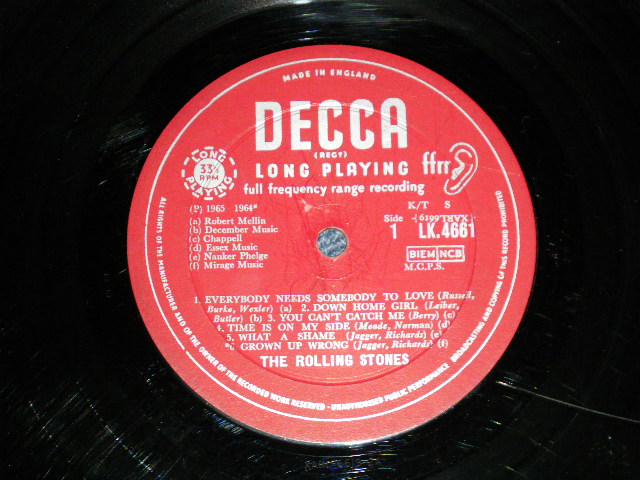 MADE IN ENGLAND
DECCA
(REGT)
LONG PLAYING
ffrr
full frequency range recording
LONG PLAYING
33⅓
RPM
K/T S
(P) 1965 1964*
(a) Robert Mellin
(b) December Music
(c) Chappell
(d) Essex Music
(e) Nanker Phelge
(f) Mirage Music
Side
1
(XARL.6619)
LK.4661
BIEM NCB
M.C.P.S.
1. EVERYBODY NEEDS SOMEBODY TO LOVE (Russell,
Burke, Wexler) (a) 2. DOWN HOME GIRL (Leiber,
Butler) (b) 3. YOU CAN'T CATCH ME (Berry) (c)
4. TIME IS ON MY SIDE (Meade, Norman) (d)
5. WHAT A SHAME (Jagger, Richards) (e)
*6. GROWN UP WRONG (Jagger, Richards) (f)
THE ROLLING STONES
ALL RIGHTS OF THE MANUFACTURER AND OF THE OWNER OF THE RECORDED WORK RESERVED - UNAUTHORISED PUBLIC PERFORMANCE BROADCASTING AND COPYING OF THIS RECORD PROHIBITED